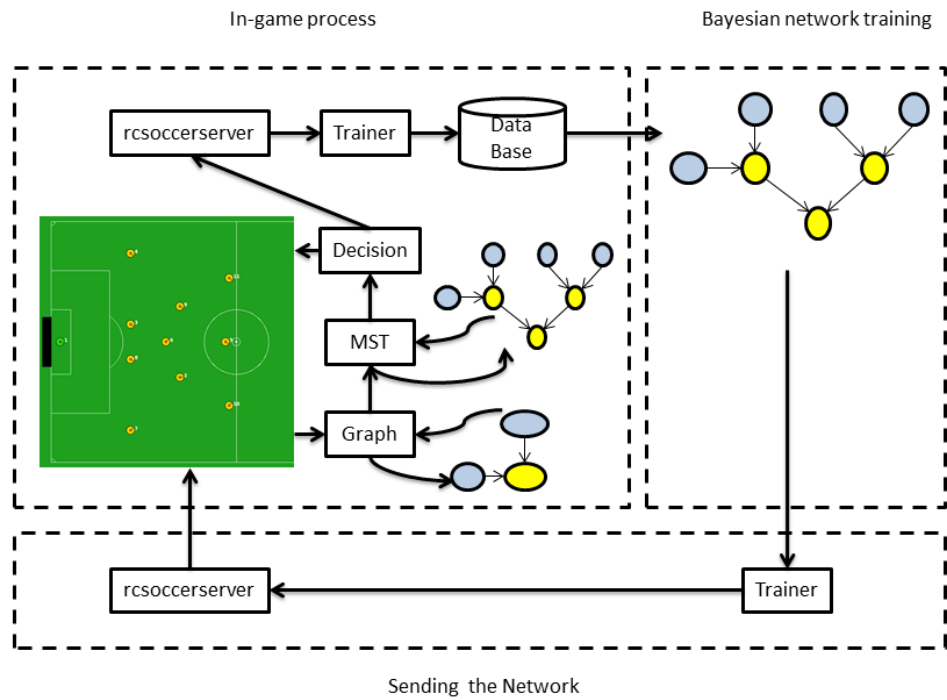 In-game process
Bayesian network training
rcsoccerserver
Trainer
Data
Base
Decision
MST
Graph
rcsoccerserver
Trainer
Sending the Network